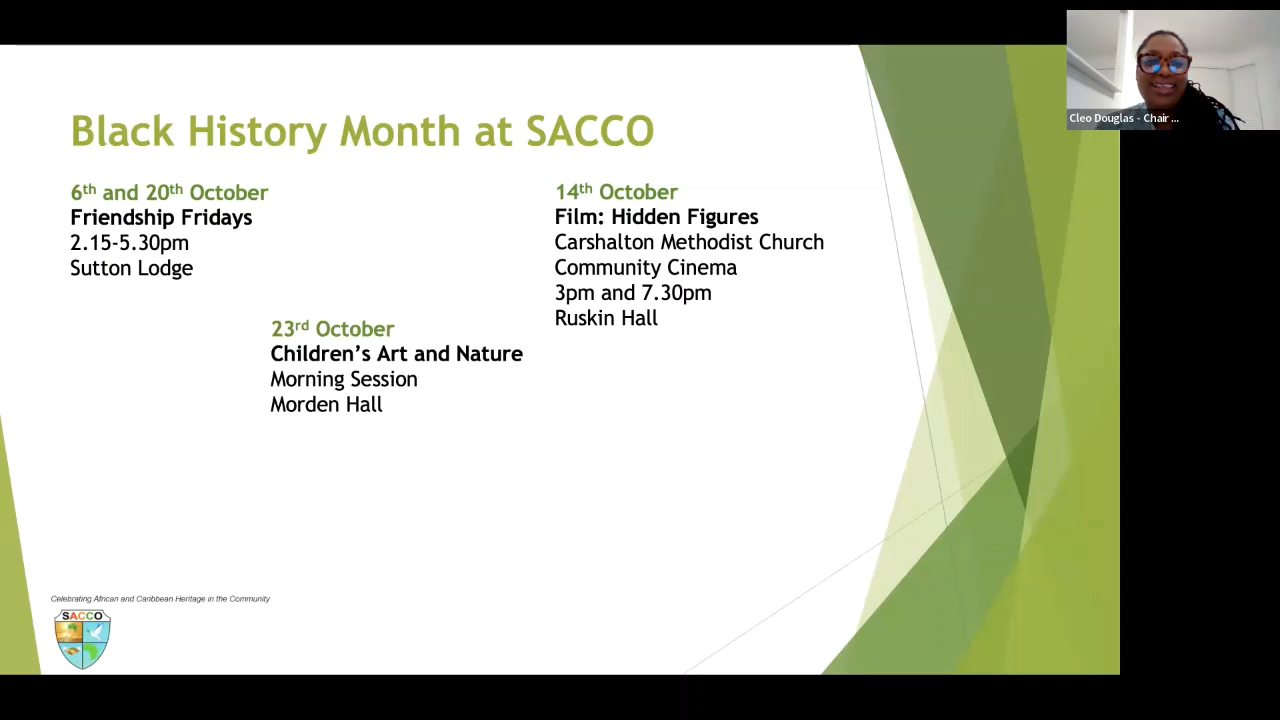 Black History Month at SACCO
6th and 20th October
Friendship Fridays
2.15-5.30pm
Sutton Lodge
14th October
Film: Hidden Figures
Carshalton Methodist Church
Community Cinema
3pm and 7.30pm
Ruskin Hall
23rd October
Children’s Art and Nature
Morning Session
Morden Hall
Celebrating African and Caribbean Heritage in the Community
SACCO
Cleo Douglas - Chair ...